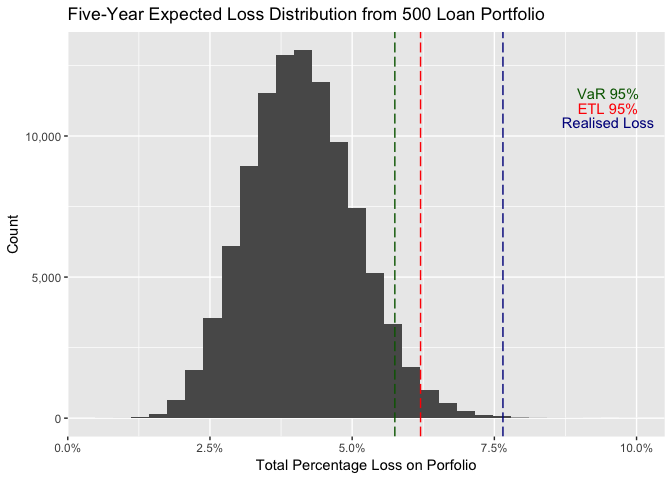 Five-Year Expected Loss Distribution from 500 Loan Portfolio
VaR 95%
ETL 95%
Realised Loss
10,000
5,000
0
Count
0.0%
2.5%
5.0%
7.5%
10.0%
Total Percentage Loss on Porfolio